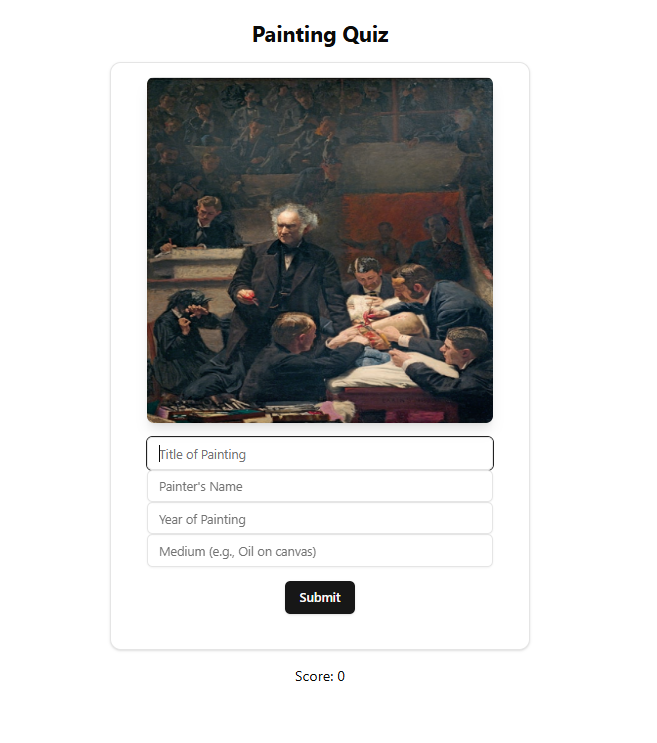 Painting Quiz
Title of Painting
Painter's Name
Year of Painting
Medium (e.g., Oil on canvas)
Submit
Score: 0